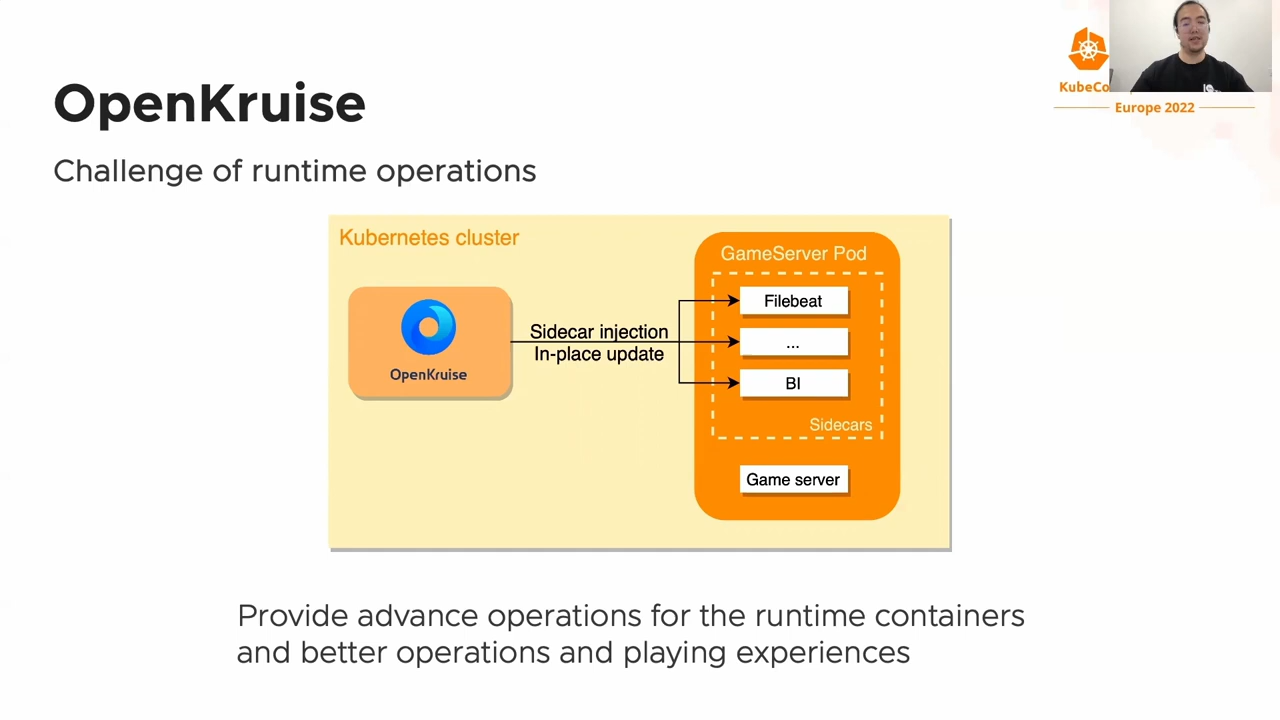 OpenKruise
Challenge of runtime operations
KubeCo
Europe 2022
Kubernetes cluster
OpenKruise
Sidecar injection
In-place update
GameServer Pod
Filebeat
...
BI
Sidecars
Game server
Provide advance operations for the runtime containers
and better operations and playing experiences